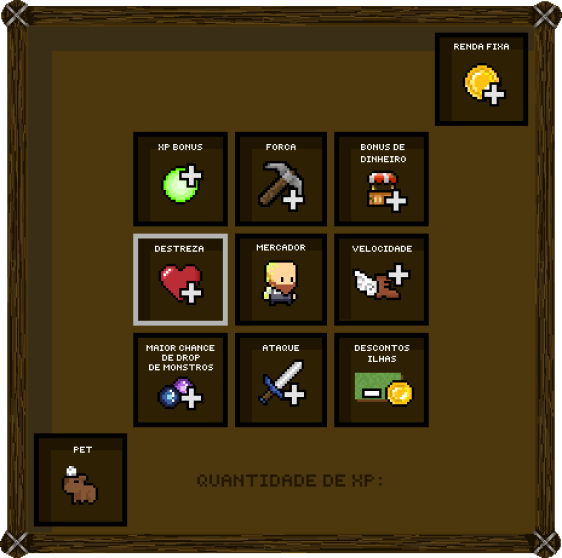 RENDA FIXA
XP BONUS
FORCA
BONUS DE
DINHEIRO
DESTREZA
MERCADOR
VELOCIDADE
MAIOR CHANCE
DE DROP
DE MONSTROS
ATAQUE
DESCONTOS
ILHAS
PET
QUANTIDADE DE XP: